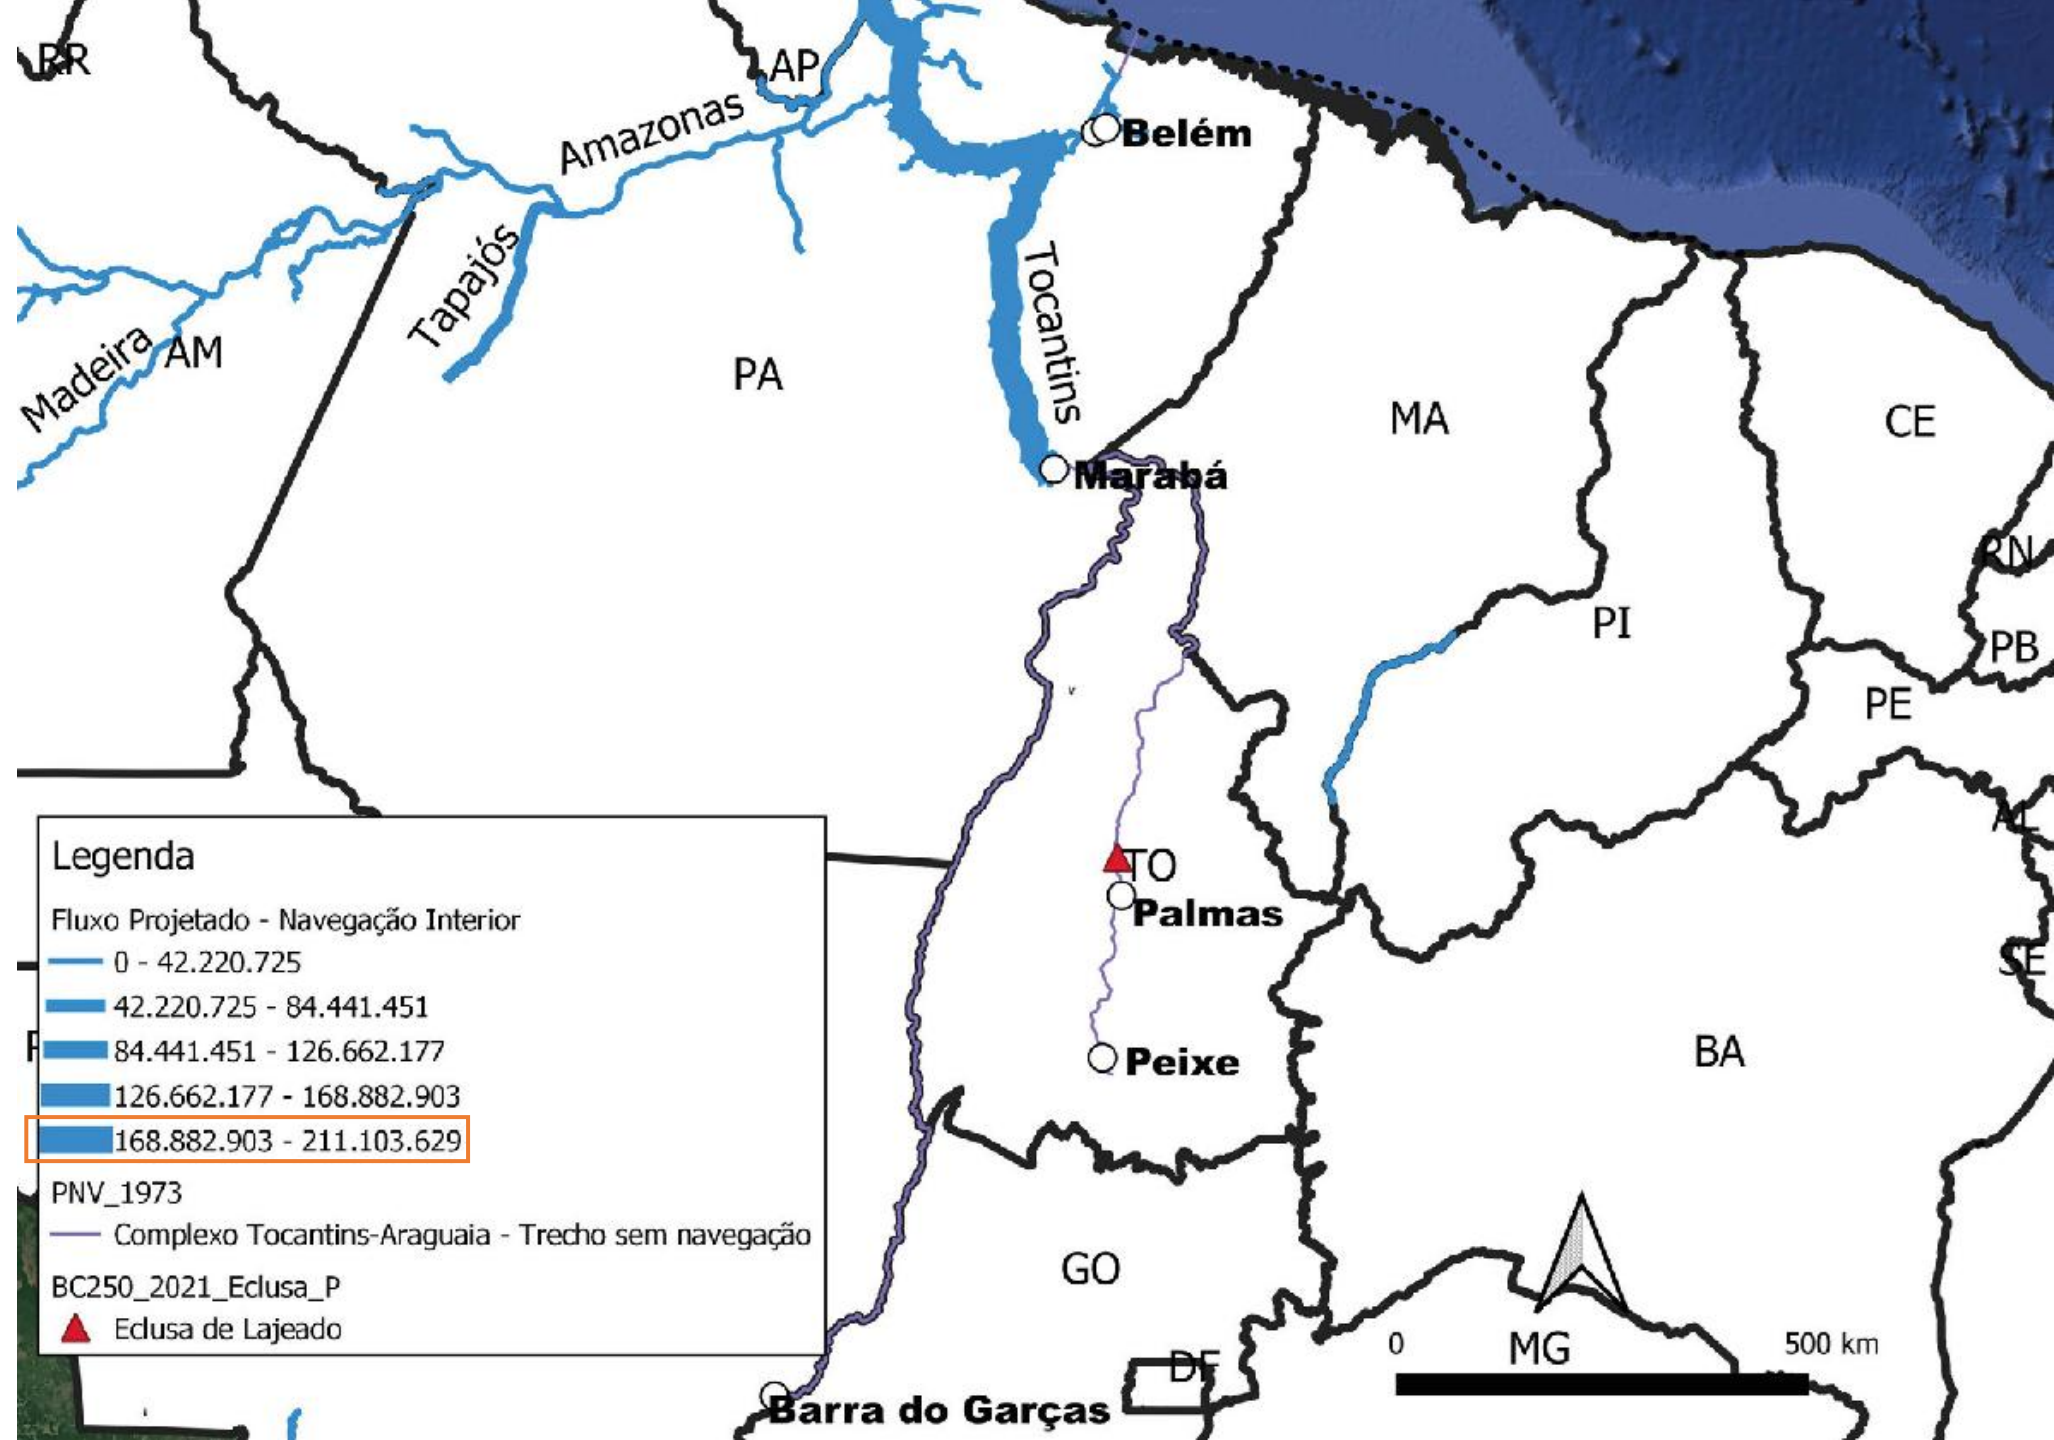 RR
AP
Amazonas
Belém
Tapajós
Tocantins
Madeira
AM
PA
MA
CE
Marabá
RN
PI
PB
PE
AL
TO
Palmas
SE
Peixe
BA
GO
DF
MG
Barra do Garças
0
500 km
Legenda
Fluxo Projetado - Navegação Interior
0 - 42.220.725
42.220.725 - 84.441.451
84.441.451 - 126.662.177
126.662.177 - 168.882.903
168.882.903 - 211.103.629
PNV_1973
Complexo Tocantins-Araguaia - Trecho sem navegação
BC250_2021_Eclusa_P
Eclusa de Lajeado